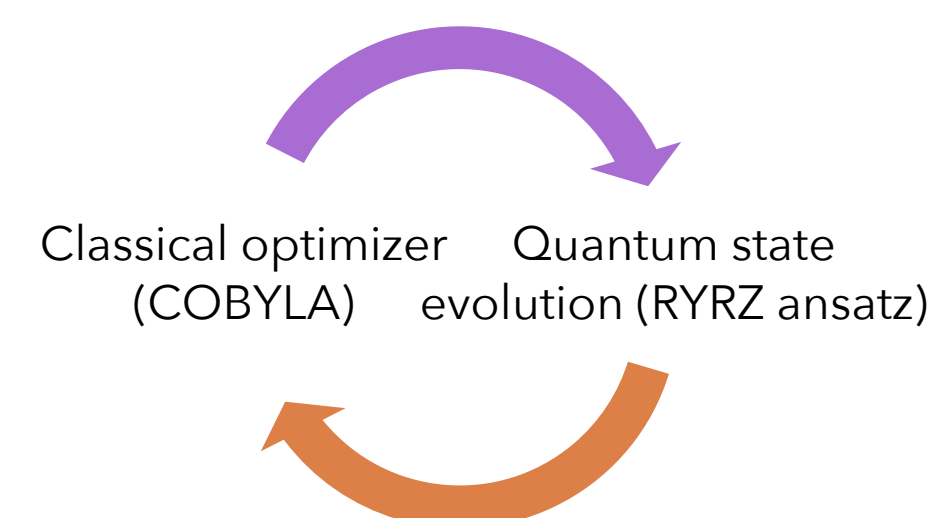 Classical optimizer
(COBYLA)
Quantum state
evolution (RYRZ ansatz)